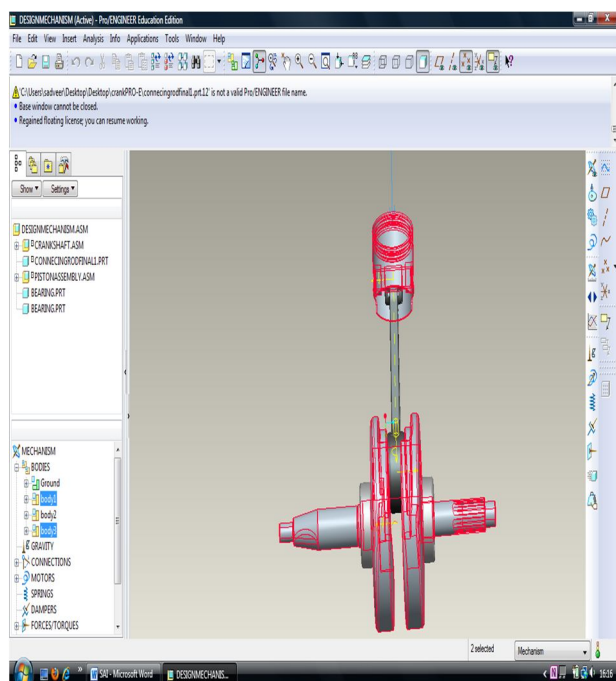 DESIGNMECHANISM (Active) - Pro/ENGINEER Education Edition
File Edit View Insert Analysis Info Applications Tools Window Help
'C:\Users\sadveer\Desktop\Desktop\crankPRO-E\connecingrodfinal1.prt.12' is not a valid Pro/ENGINEER file name.
• Base window cannot be closed.
• Regained floating license; you can resume working.
Show Settings
DESIGNMECHANISM.ASM
CRANKSHAFT.ASM
CONNECINGRODFINAL1.PRT
PISTONASSEMBLY.ASM
BEARING.PRT
BEARING.PRT
MECHANISM
BODIES
Ground
body1
body2
body3
GRAVITY
CONNECTIONS
MOTORS
SPRINGS
DAMPERS
FORCES/TORQUES
2 selected
Mechanism
SAI - Microsoft Word
DESIGNMECHANIS...
16:16